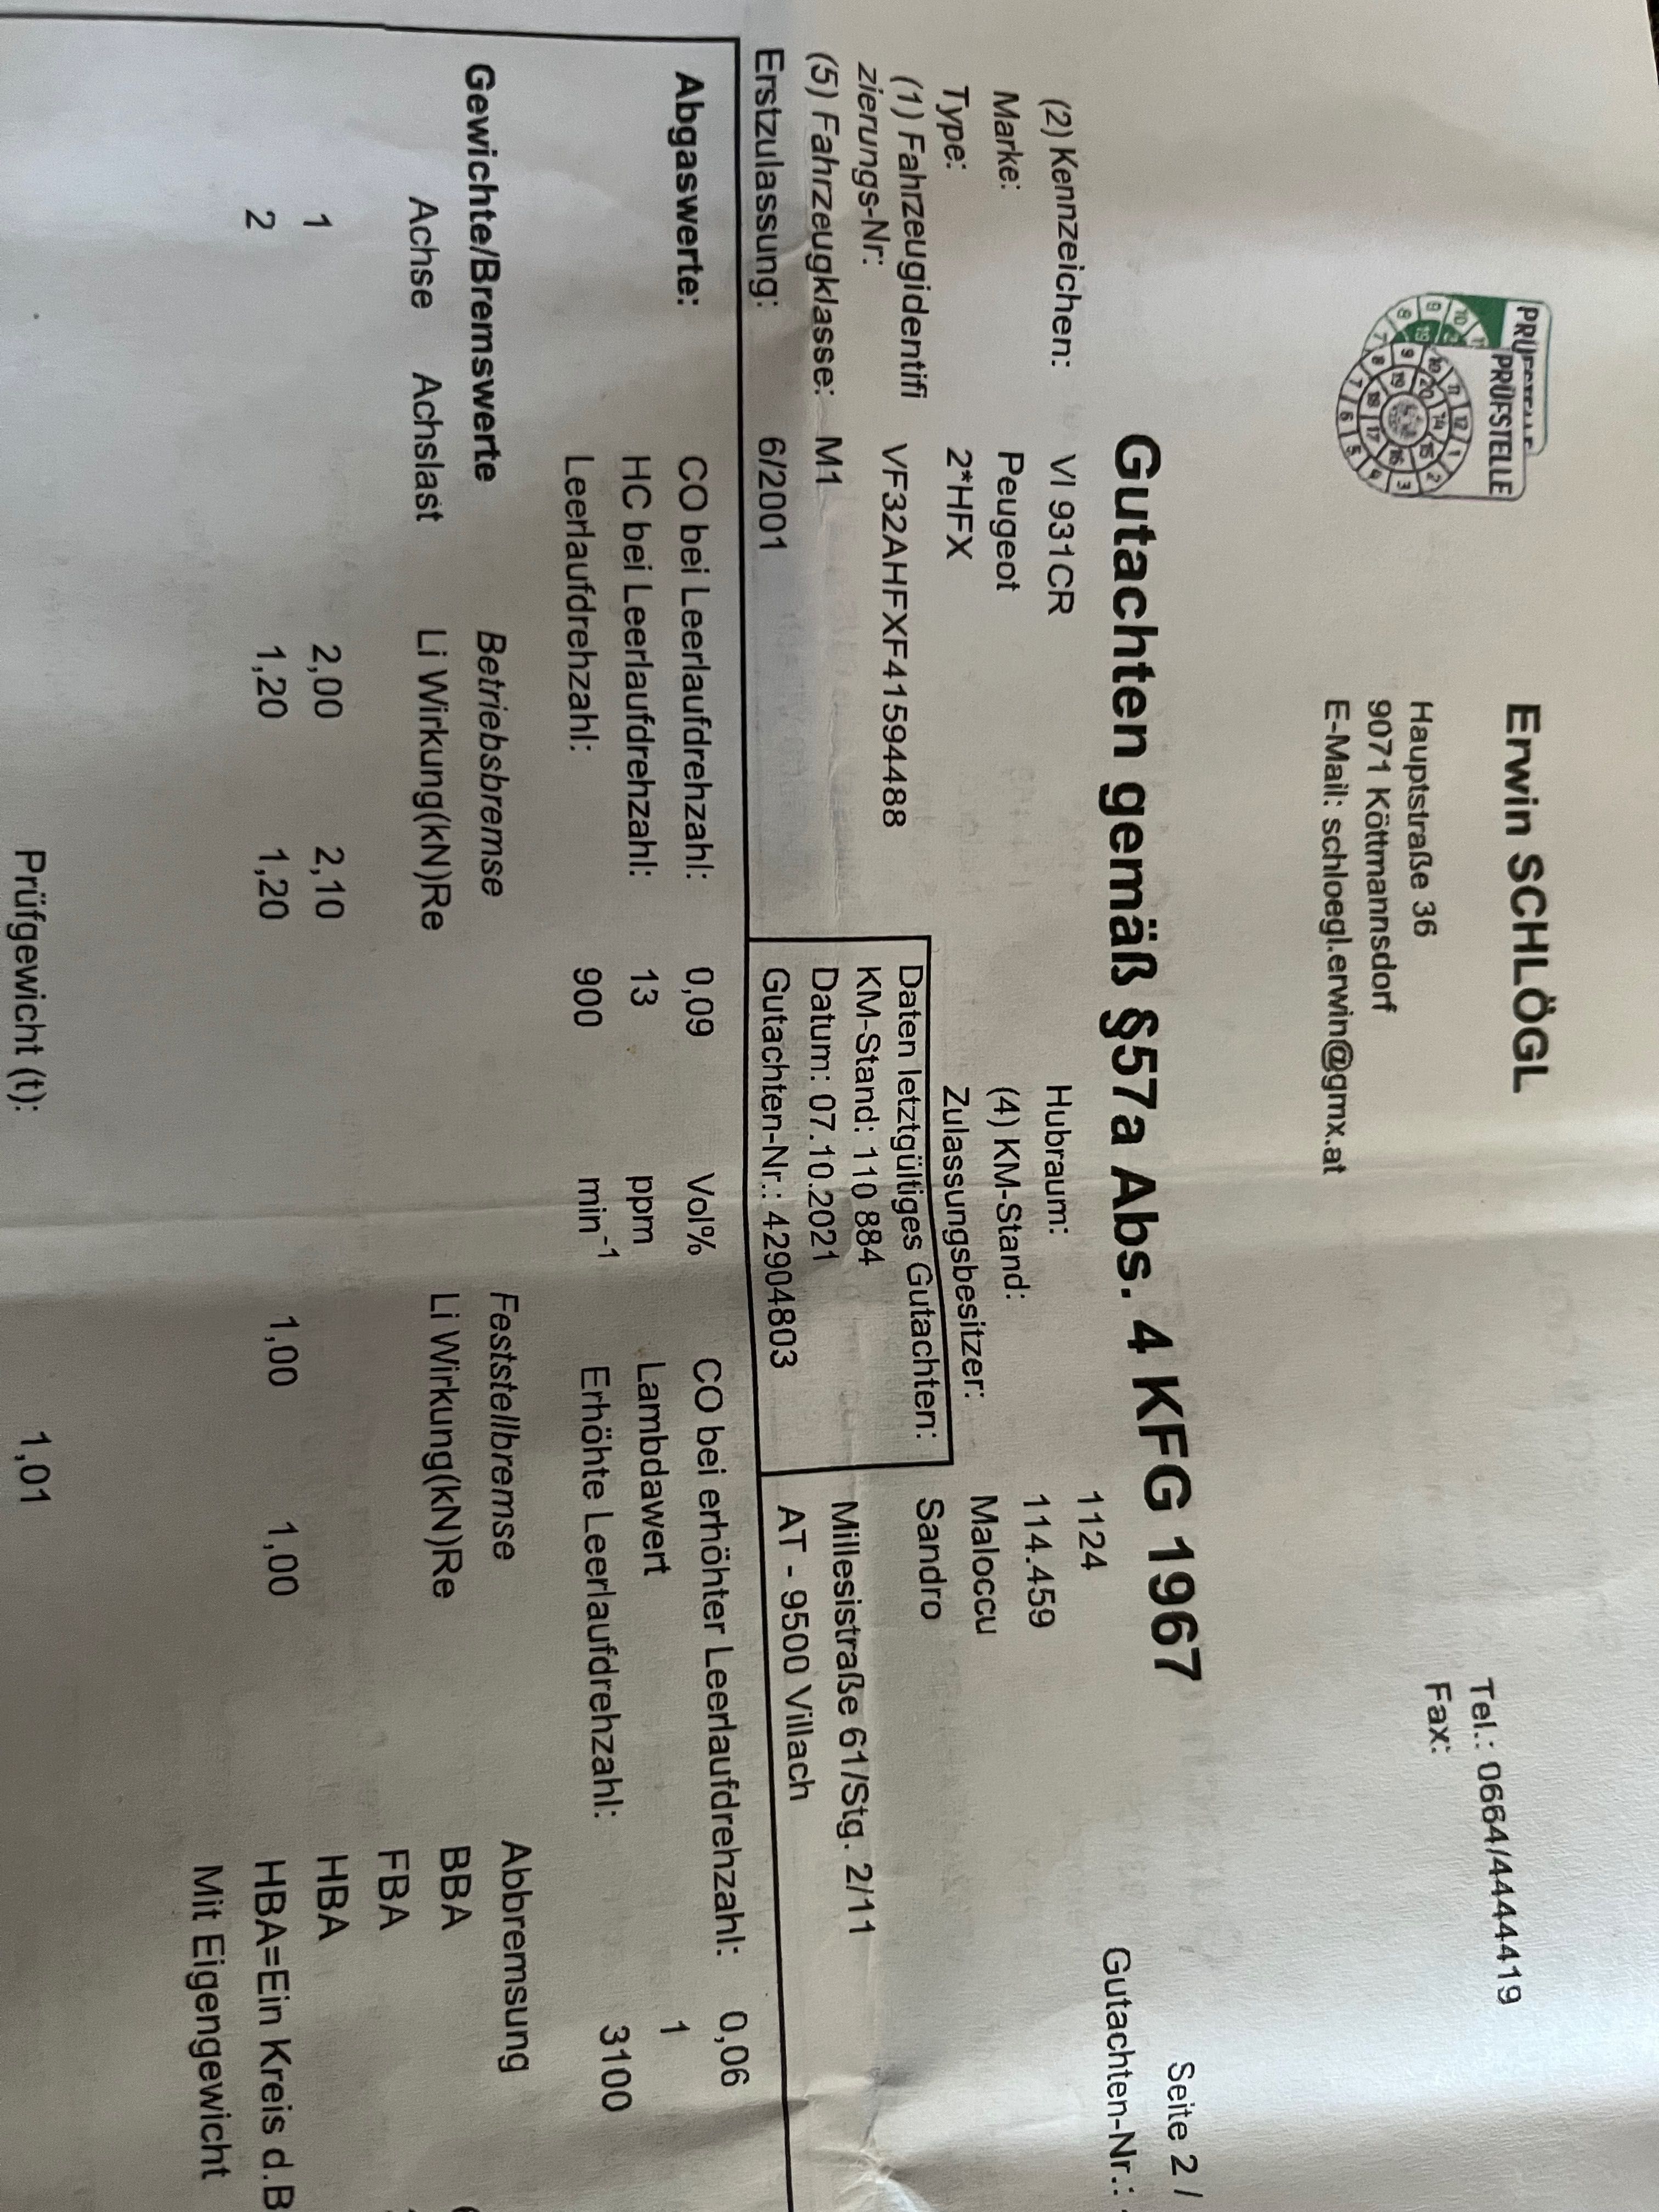 PRÜFSTELLE
Erwin SCHLÖGL
Hauptstraße 36
9071 Köttmannsdorf
E-Mail: schloegl.erwin@gmx.at
Tel.: 0664/4444419
Fax:
Seite 2 /
Gutachten-Nr.:
Gutachten gemäß §57a Abs. 4 KFG 1967
(2) Kennzeichen: VI 931CR Hubraum: 1124
Marke: Peugeot (4) KM-Stand: 114.459
Type: 2*HFX Zulassungsbesitzer: Maloccu
Sandro
(1) Fahrzeugidentifi
zierungs-Nr: VF32AHFXF41594488
Daten letztgültiges Gutachten:
KM-Stand: 110 884 Millesistraße 61/Stg. 2/11
(5) Fahrzeugklasse: M1 Datum: 07.10.2021
Erstzulassung: 6/2001 Gutachten-Nr.: 42904803 AT - 9500 Villach
Abgaswerte: CO bei Leerlaufdrehzahl: 0,09 Vol% CO bei erhöhter Leerlaufdrehzahl: 0,06
HC bei Leerlaufdrehzahl: 13 ppm Lambdawert 1
Leerlaufdrehzahl: 900 min⁻¹ Erhöhte Leerlaufdrehzahl: 3100
Gewichte/Bremswerte Betriebsbremse Feststellbremse Abbremsung
Achse Achslast Li Wirkung(kN)Re Li Wirkung(kN)Re BBA
FBA
1 2,00 2,10 HBA
2 1,20 1,20 1,00 1,00 HBA=Ein Kreis d.B
Mit Eigengewicht
Prüfgewicht (t): 1,01